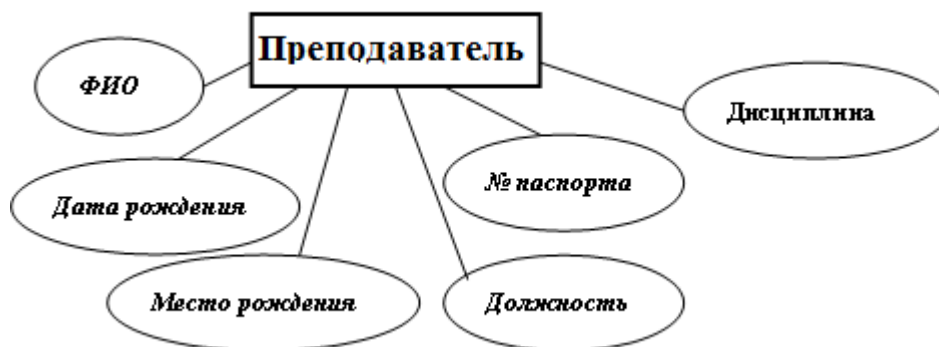 Преподаватель
ФИО
Дисциплина
№ паспорта
Дата рождения
Место рождения
Должность